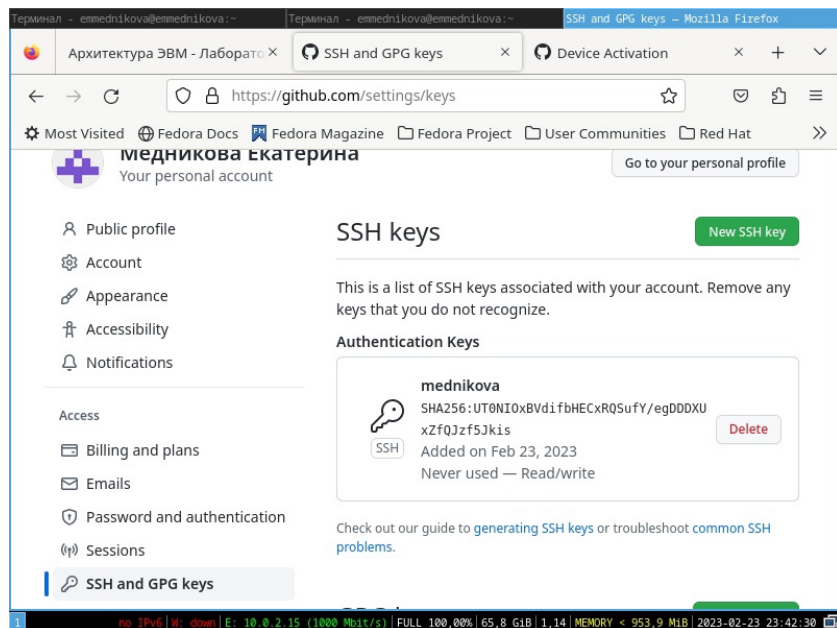 Терминал - emmednikova@emmednikova:~ Терминал - emmednikova@emmednikova:~ SSH and GPG keys — Mozilla Firefox
Архитектура ЭВМ - Лаборато SSH and GPG keys Device Activation
https://github.com/settings/keys
Most Visited Fedora Docs Fedora Magazine Fedora Project User Communities Red Hat
Медникова Екатерина
Your personal account
Go to your personal profile
Public profile
Account
Appearance
Accessibility
Notifications
Access
Billing and plans
Emails
Password and authentication
Sessions
SSH and GPG keys
SSH keys
New SSH key
This is a list of SSH keys associated with your account. Remove any
keys that you do not recognize.
Authentication Keys
mednikova
SHA256:UT0NIOxBVdifbHECxRQSufY/egDDDXU
xZfQJzf5Jkis
SSH
Added on Feb 23, 2023
Never used — Read/write
Delete
Check out our guide to generating SSH keys or troubleshoot common SSH
problems.
1 no IPv6 W: down E: 10.0.2.15 (1000 Mbit/s) FULL 100,00% 65,8 GiB 1,14 MEMORY < 953,9 MiB 2023-02-23 23:42:30